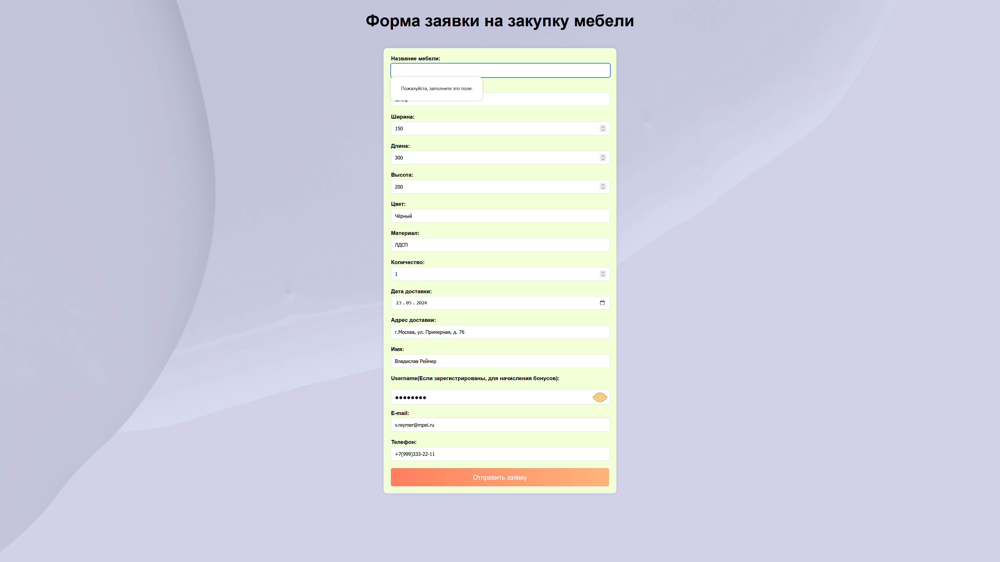 Форма заявки на закупку мебели
Название мебели:
Пожалуйста, заполните это поле.
Ширина:
150
Длина:
300
Высота:
200
Цвет:
Чёрный
Материал:
ЛДСП
Количество:
1
Дата доставки:
23 . 05 . 2024
Адрес доставки:
г.Москва, ул. Примерная, д. 76
Имя:
Владислав Реймер
Username(Если зарегистрированы, для начисления бонусов):
●●●●●●●●
E-mail:
v.reymer@mpei.ru
Телефон:
+7(999)333-22-11
Отправить заявку